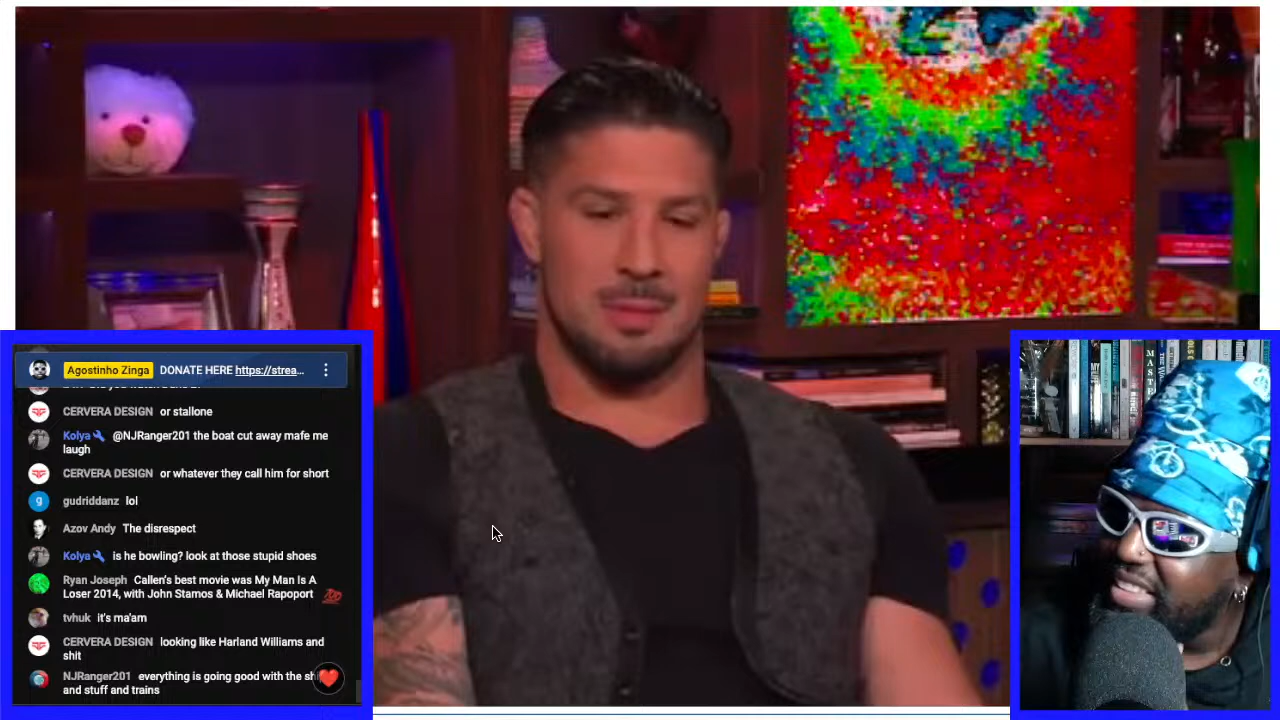 Agostinho Zinga DONATE HERE https://strea...
CERVERA DESIGN or stallone
Kolya @NJRanger201 the boat cut away mafe me
laugh
CERVERA DESIGN or whatever they call him for short
g gudriddanz lol
Azov Andy The disrespect
Kolya is he bowling? look at those stupid shoes
Ryan Joseph Callen's best movie was My Man Is A
Loser 2014, with John Stamos & Michael Rapoport
tvhuk it's ma'am
CERVERA DESIGN looking like Harland Williams and
shit
NJRanger201 everything is going good with the sh
and stuff and trains
MASTE